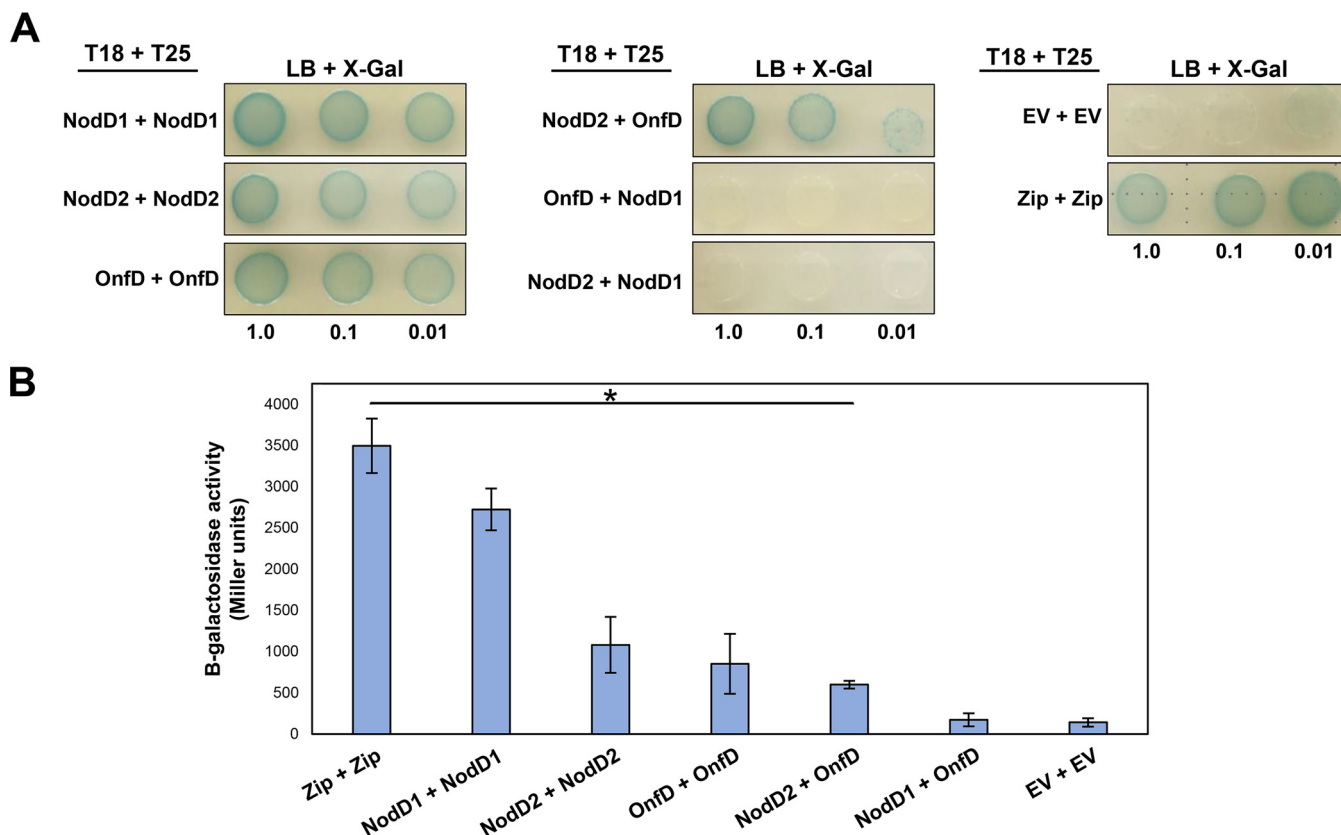 A
T18 + T25
LB + X-Gal
NodD1 + NodD1
NodD2 + NodD2
OnfD + OnfD
1.0 0.1 0.01
T18 + T25
LB + X-Gal
NodD2 + OnfD
OnfD + NodD1
NodD2 + NodD1
1.0 0.1 0.01
T18 + T25
LB + X-Gal
EV + EV
Zip + Zip
1.0 0.1 0.01
B
B-galactosidase activity
(Miller units)
4000
3500
3000
2500
2000
1500
1000
500
0
*
Zip + Zip
NodD1 + NodD1
NodD2 + NodD2
OnfD + OnfD
NodD2 + OnfD
NodD1 + OnfD
EV + EV